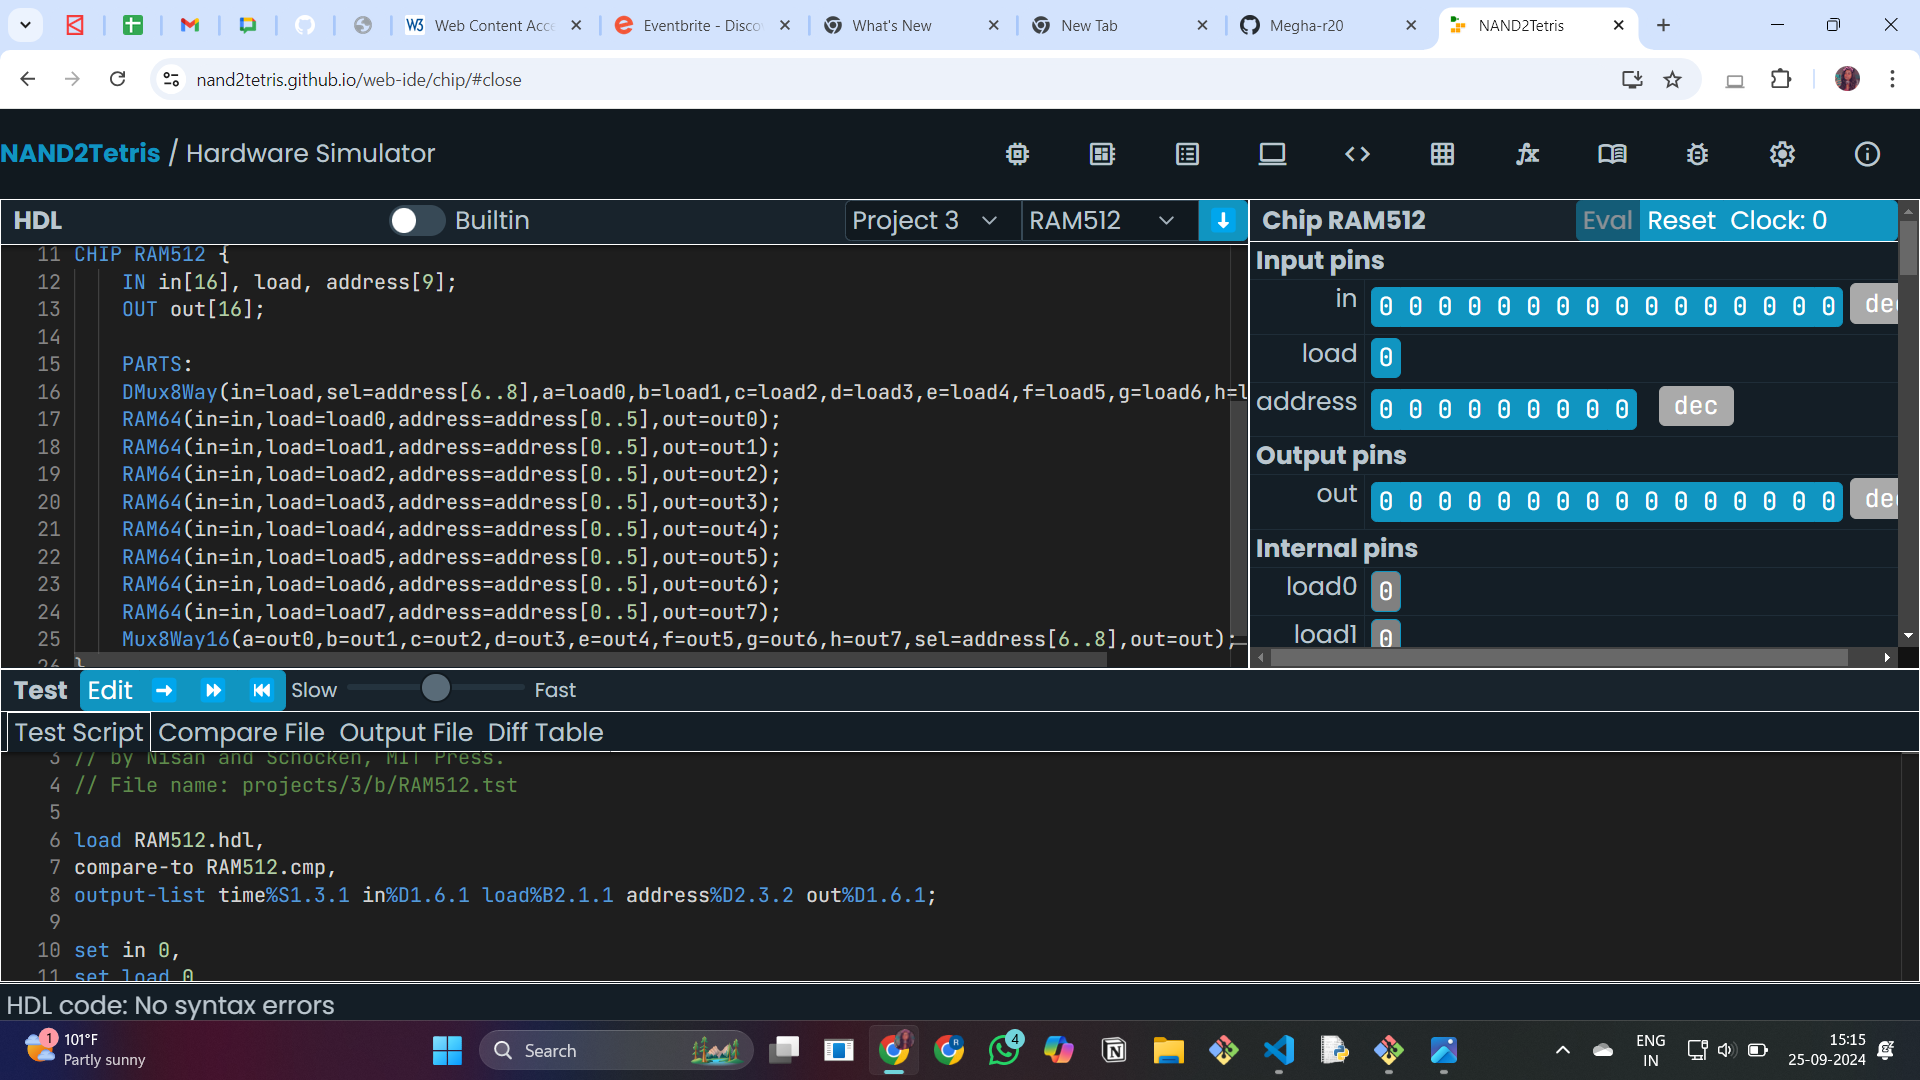 Web Content Acce
Eventbrite - Disco
What's New
New Tab
Megha-r20
NAND2Tetris
nand2tetris.github.io/web-ide/chip/#close
NAND2Tetris / Hardware Simulator
HDL
Builtin
Project 3
RAM512
11 CHIP RAM512 {
12 IN in[16], load, address[9];
13 OUT out[16];
14
15 PARTS:
16 DMux8Way(in=load,sel=address[6..8],a=load0,b=load1,c=load2,d=load3,e=load4,f=load5,g=load6,h=l
17 RAM64(in=in,load=load0,address=address[0..5],out=out0);
18 RAM64(in=in,load=load1,address=address[0..5],out=out1);
19 RAM64(in=in,load=load2,address=address[0..5],out=out2);
20 RAM64(in=in,load=load3,address=address[0..5],out=out3);
21 RAM64(in=in,load=load4,address=address[0..5],out=out4);
22 RAM64(in=in,load=load5,address=address[0..5],out=out5);
23 RAM64(in=in,load=load6,address=address[0..5],out=out6);
24 RAM64(in=in,load=load7,address=address[0..5],out=out7);
25 Mux8Way16(a=out0,b=out1,c=out2,d=out3,e=out4,f=out5,g=out6,h=out7,sel=address[6..8],out=out);
26 }
Chip RAM512
Eval Reset Clock: 0
Input pins
in 0 0 0 0 0 0 0 0 0 0 0 0 0 0 0 0 dec
load 0
address 0 0 0 0 0 0 0 0 0 dec
Output pins
out 0 0 0 0 0 0 0 0 0 0 0 0 0 0 0 0 dec
Internal pins
load0 0
load1 0
Test Edit Slow Fast
Test Script Compare File Output File Diff Table
3 // by Nisan and Schocken, MIT Press.
4 // File name: projects/3/b/RAM512.tst
5
6 load RAM512.hdl,
7 compare-to RAM512.cmp,
8 output-list time%S1.3.1 in%D1.6.1 load%B2.1.1 address%D2.3.2 out%D1.6.1;
9
10 set in 0,
11 set load 0
HDL code: No syntax errors
1
101°F
Partly sunny
Search
4
ENG
IN
15:15
25-09-2024